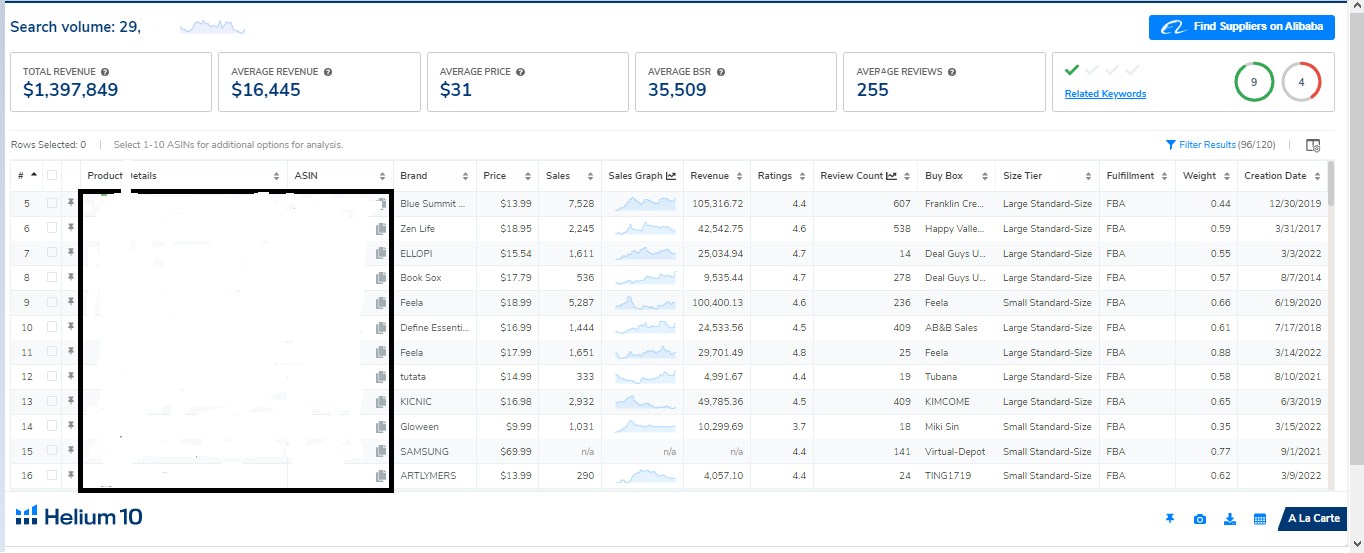 Search volume: 29,
Find Suppliers on Alibaba
TOTAL REVENUE ?
$1,397,849
AVERAGE REVENUE ?
$16,445
AVERAGE PRICE ?
$31
AVERAGE BSR ?
35,509
AVERAGE REVIEWS ?
255
Related Keywords
9
4
Rows Selected: 0 | Select 1-10 ASINs for additional options for analysis.
Filter Results (96/120) |
# Product etails ASIN Brand Price Sales Sales Graph Revenue Ratings Review Count Buy Box Size Tier Fulfillment Weight Creation Date
5 Blue Summit ... $13.99 7,528 105,316.72 4.4 607 Franklin Cre... Large Standard-Size FBA 0.44 12/30/2019
6 Zen Life $18.95 2,245 42,542.75 4.6 538 Happy Valle... Large Standard-Size FBA 0.59 3/31/2017
7 ELLOPI $15.54 1,611 25,034.94 4.7 14 Deal Guys U... Large Standard-Size FBA 0.55 3/3/2022
8 Book Sox $17.79 536 9,535.44 4.7 278 Deal Guys U... Large Standard-Size FBA 0.57 8/7/2014
9 Feela $18.99 5,287 100,400.13 4.6 236 Feela Small Standard-Size FBA 0.66 6/19/2020
10 Define Essenti... $16.99 1,444 24,533.56 4.5 409 AB&B Sales Large Standard-Size FBA 0.61 7/17/2018
11 Feela $17.99 1,651 29,701.49 4.8 25 Feela Large Standard-Size FBA 0.88 3/14/2022
12 tutata $14.99 333 4,991.67 4.4 19 Tubana Large Standard-Size FBA 0.58 8/10/2021
13 KICNIC $16.98 2,932 49,785.36 4.5 409 KIMCOME Large Standard-Size FBA 0.65 6/3/2019
14 Gloween $9.99 1,031 10,299.69 3.7 18 Miki Sin Large Standard-Size FBA 0.35 3/15/2022
15 SAMSUNG $69.99 n/a n/a n/a 4.4 141 Virtual-Depot Small Standard-Size FBA 0.77 9/1/2021
16 ARTLYMERS $13.99 290 4,057.10 4.4 24 TING1719 Small Standard-Size FBA 0.62 3/9/2022
Helium 10
A La Carte